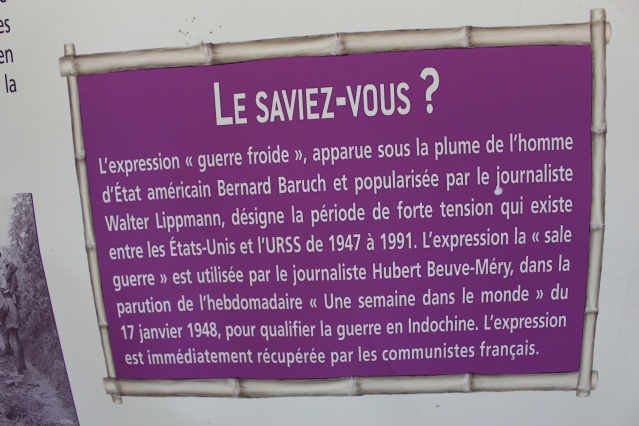 es
en
la
LE SAVIEZ-VOUS ?
L'expression « guerre froide », apparue sous la plume de l'homme
d'État américain Bernard Baruch et popularisée par le journaliste
Walter Lippmann, désigne la période de forte tension qui existe
entre les États-Unis et l'URSS de 1947 à 1991. L'expression la « sale
guerre » est utilisée par le journaliste Hubert Beuve-Méry, dans la
parution de l'hebdomadaire « Une semaine dans le monde » du
17 janvier 1948, pour qualifier la guerre en Indochine. L'expression
est immédiatement récupérée par les communistes français.